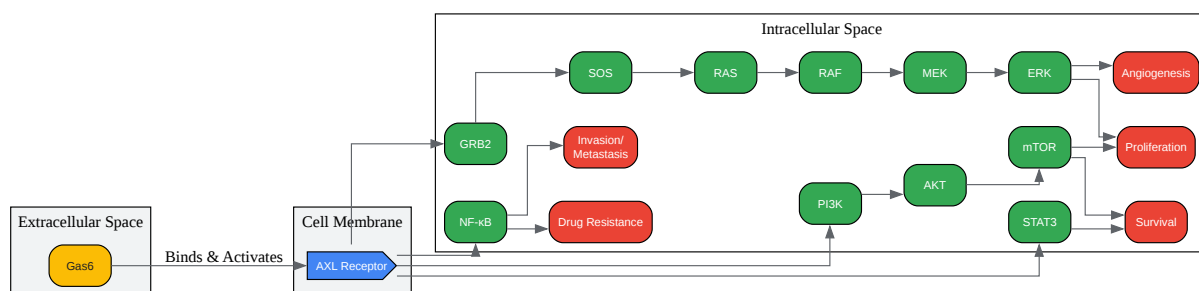 Intracellular Space
SOS
RAS
RAF
MEK
ERK
Angiogenesis
GRB2
Invasion/
Metastasis
mTOR
Proliferation
AKT
PI3K
NF-κB
Drug Resistance
STAT3
Survival
Extracellular Space
Cell Membrane
Gas6
Binds & Activates
AXL Receptor